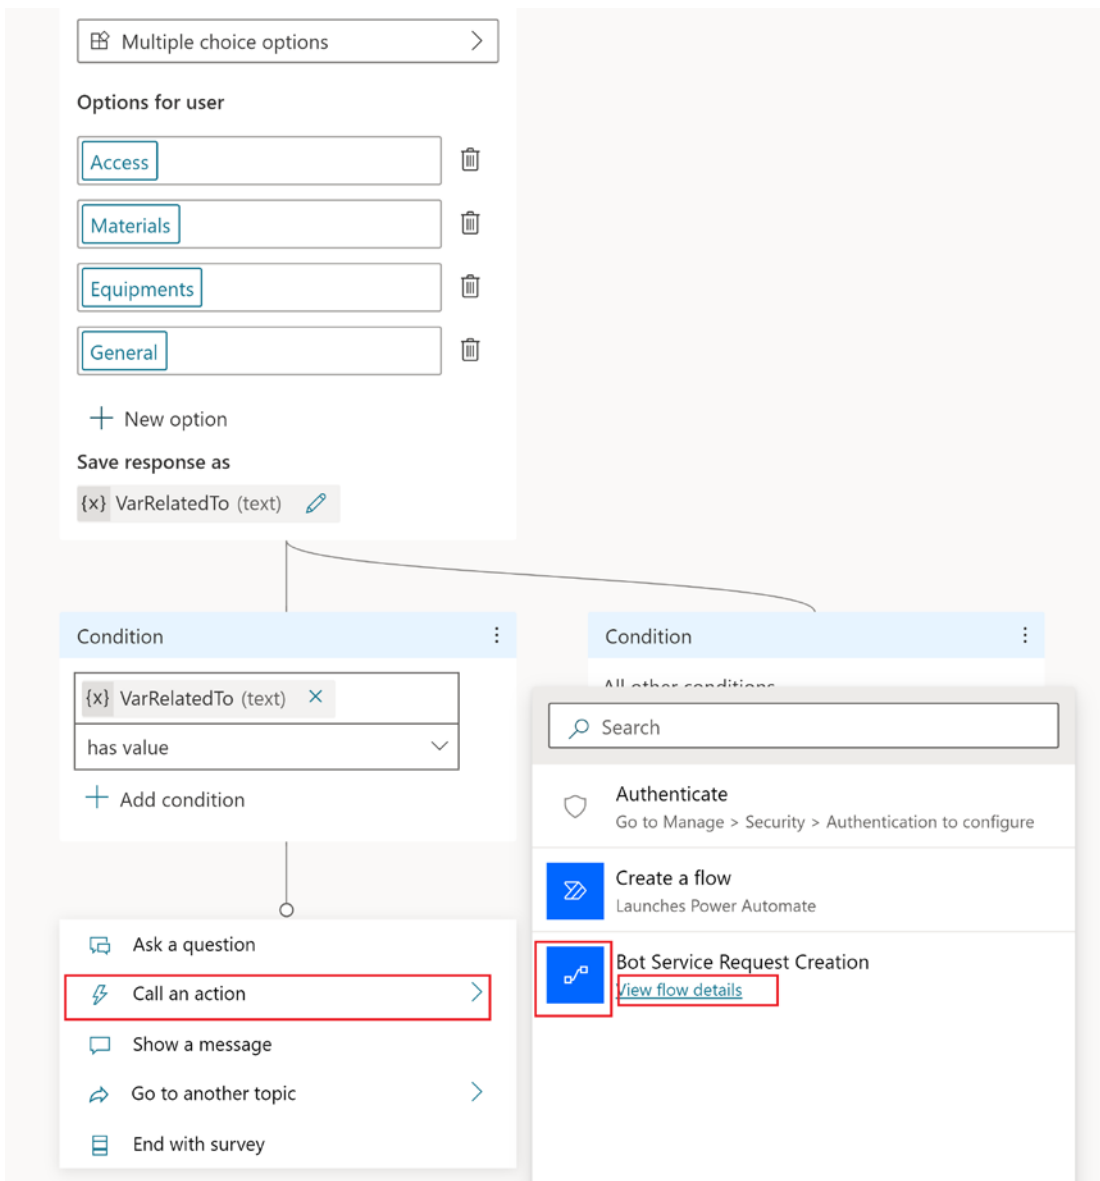 Multiple choice options
Options for user
Access
Materials
Equipments
General
New option
Save response as
{x} VarRelatedTo (text)
Condition
{x} VarRelatedTo (text)
has value
Add condition
Condition
All other conditions
Ask a question
Call an action
Show a message
Go to another topic
End with survey
Search
Authenticate
Go to Manage > Security > Authentication to configure
Create a flow
Launches Power Automate
Bot Service Request Creation
View flow details